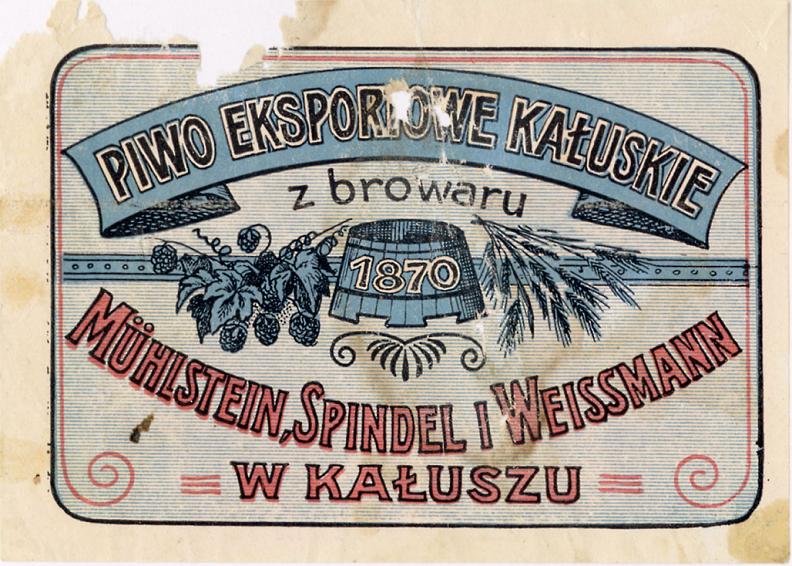 PIWO EKSPORTOWE KAŁUSKIE
z browaru
1870
MÜHLSTEIN, SPINDEL I WEISSMANN
W KAŁUSZU